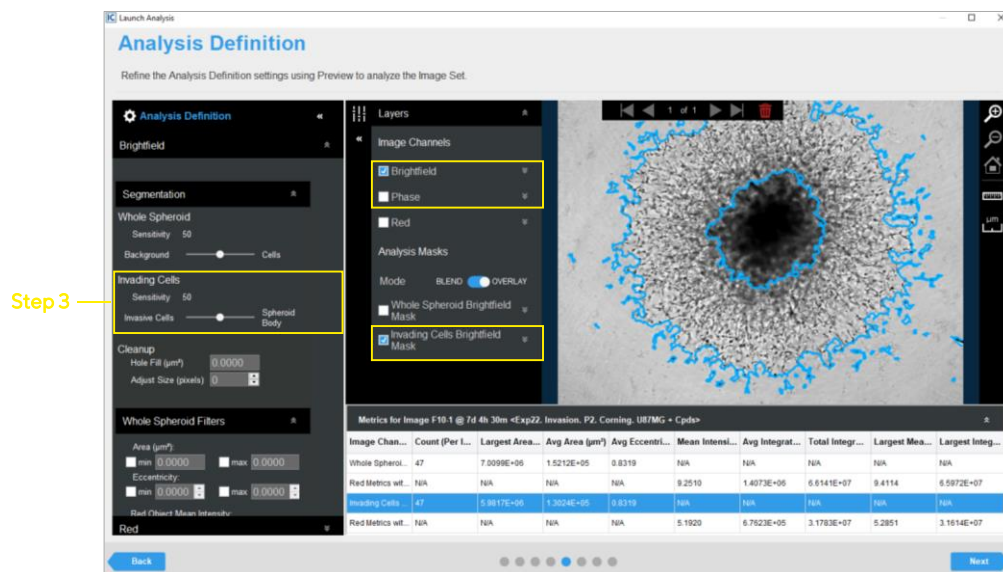 Launch Analysis
Analysis Definition
Refine the Analysis Definition settings using Preview to analyze the Image Set.
Analysis Definition
Brightfield
Segmentation
Whole Spheroid
Sensitivity 50
Background Cells
Step 3
Invading Cells
Sensitivity 50
Invasive Cells Spheroid Body
Cleanup
Hole Fill (µm²) 0.0000
Adjust Size (pixels) 0
Whole Spheroid Filters
Area (µm²):
min 0.0000 max 0.0000
Eccentricity:
min 0.0000 max 0.0000
Red Object Mean Intensity:
Red
Layers
Image Channels
Brightfield
Phase
Red
Analysis Masks
Mode BLEND OVERLAY
Whole Spheroid Brightfield
Mask
Invading Cells Brightfield
Mask
1 of 1
µm
Metrics for Image F10-1 @ 7d 4h 30m <Exp22. Invasion. P2. Corning. U87MG + Cpds>
Image Chan... Count (Per I... Largest Area... Avg Area (µm²) Avg Eccentri... Mean Intensi... Avg Integrat... Total Integr... Largest Mea... Largest Integ...
Whole Spheroi... 47 7.0099E+06 1.5212E+05 0.8319 N/A N/A N/A N/A N/A
Red Metrics wit... N/A N/A N/A N/A 9.2510 1.4073E+06 6.6141E+07 9.4114 6.5972E+07
Invading Cells ... 47 5.9817E+06 1.3024E+05 0.8319 N/A N/A N/A N/A N/A
Red Metrics wit... N/A N/A N/A N/A 5.1920 6.7623E+05 3.1783E+07 5.2851 3.1614E+07
Back
Next